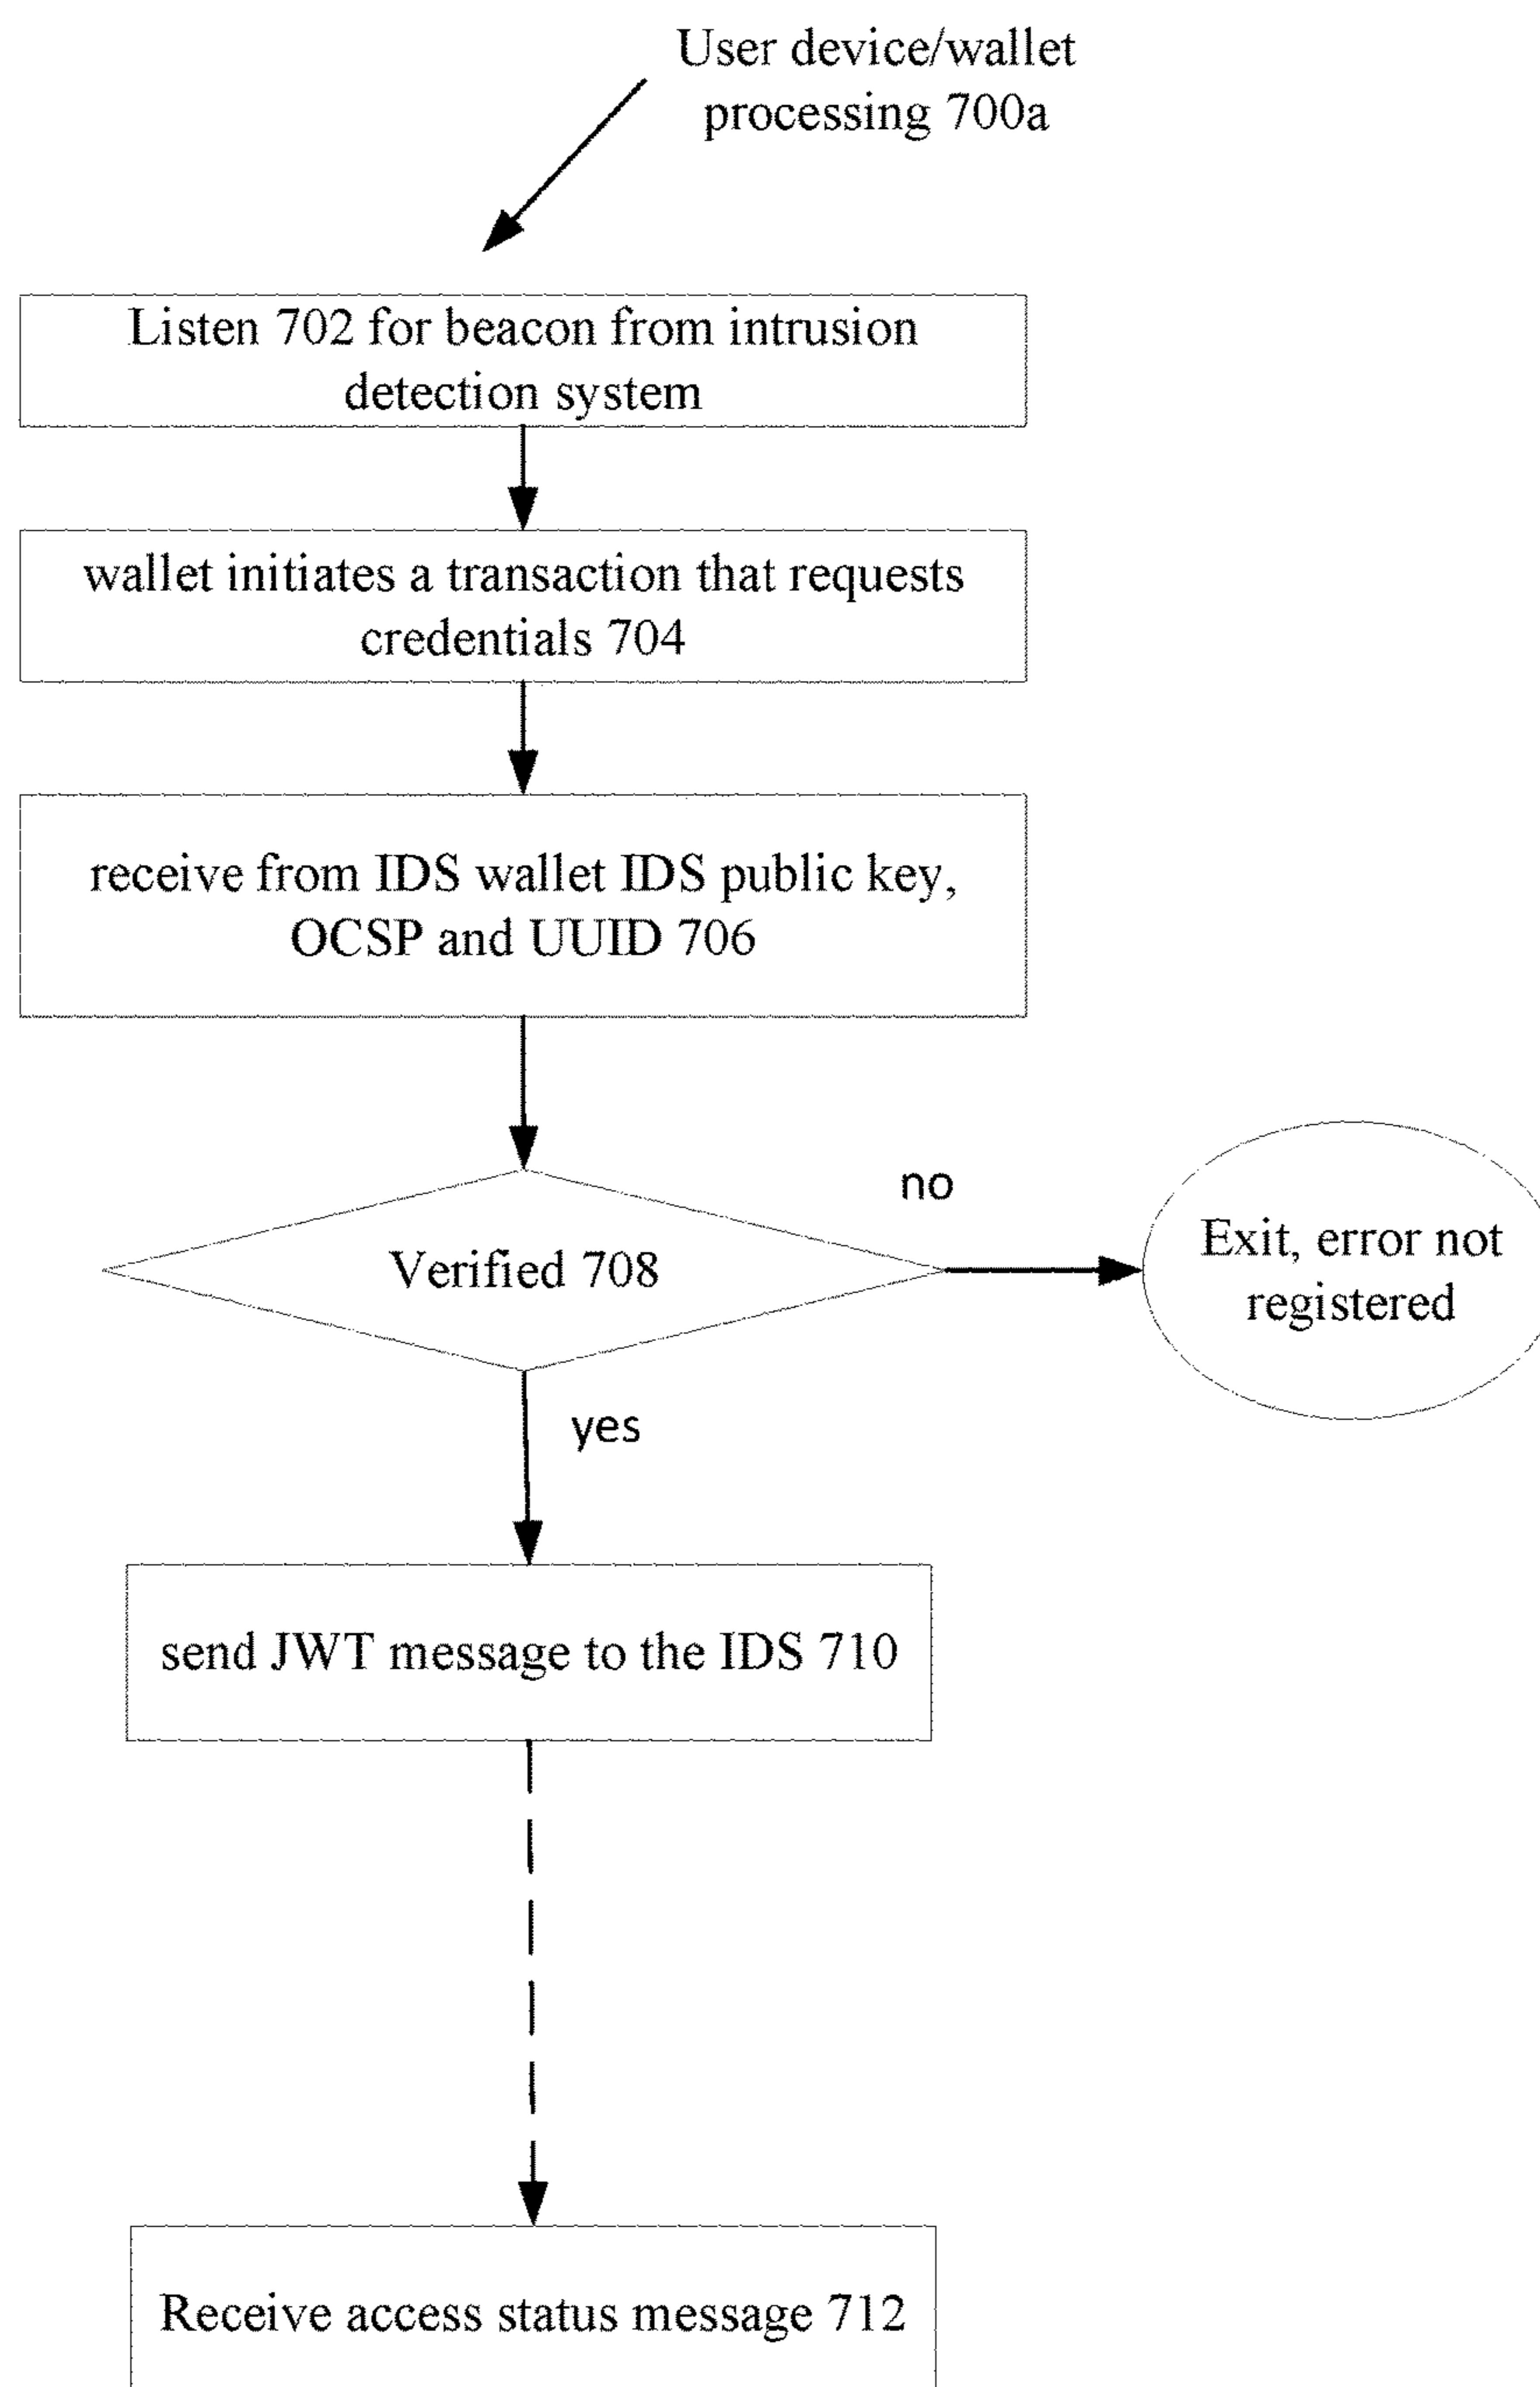 User device/wallet
processing 700a
Listen 702 for beacon from intrusion
detection system
wallet initiates a transaction that requests
credentials 704
receive from IDS wallet IDS public key,
OCSP and UUID 706
Verified 708
no
Exit, error not
registered
yes
send JWT message to the IDS 710
Receive access status message 712